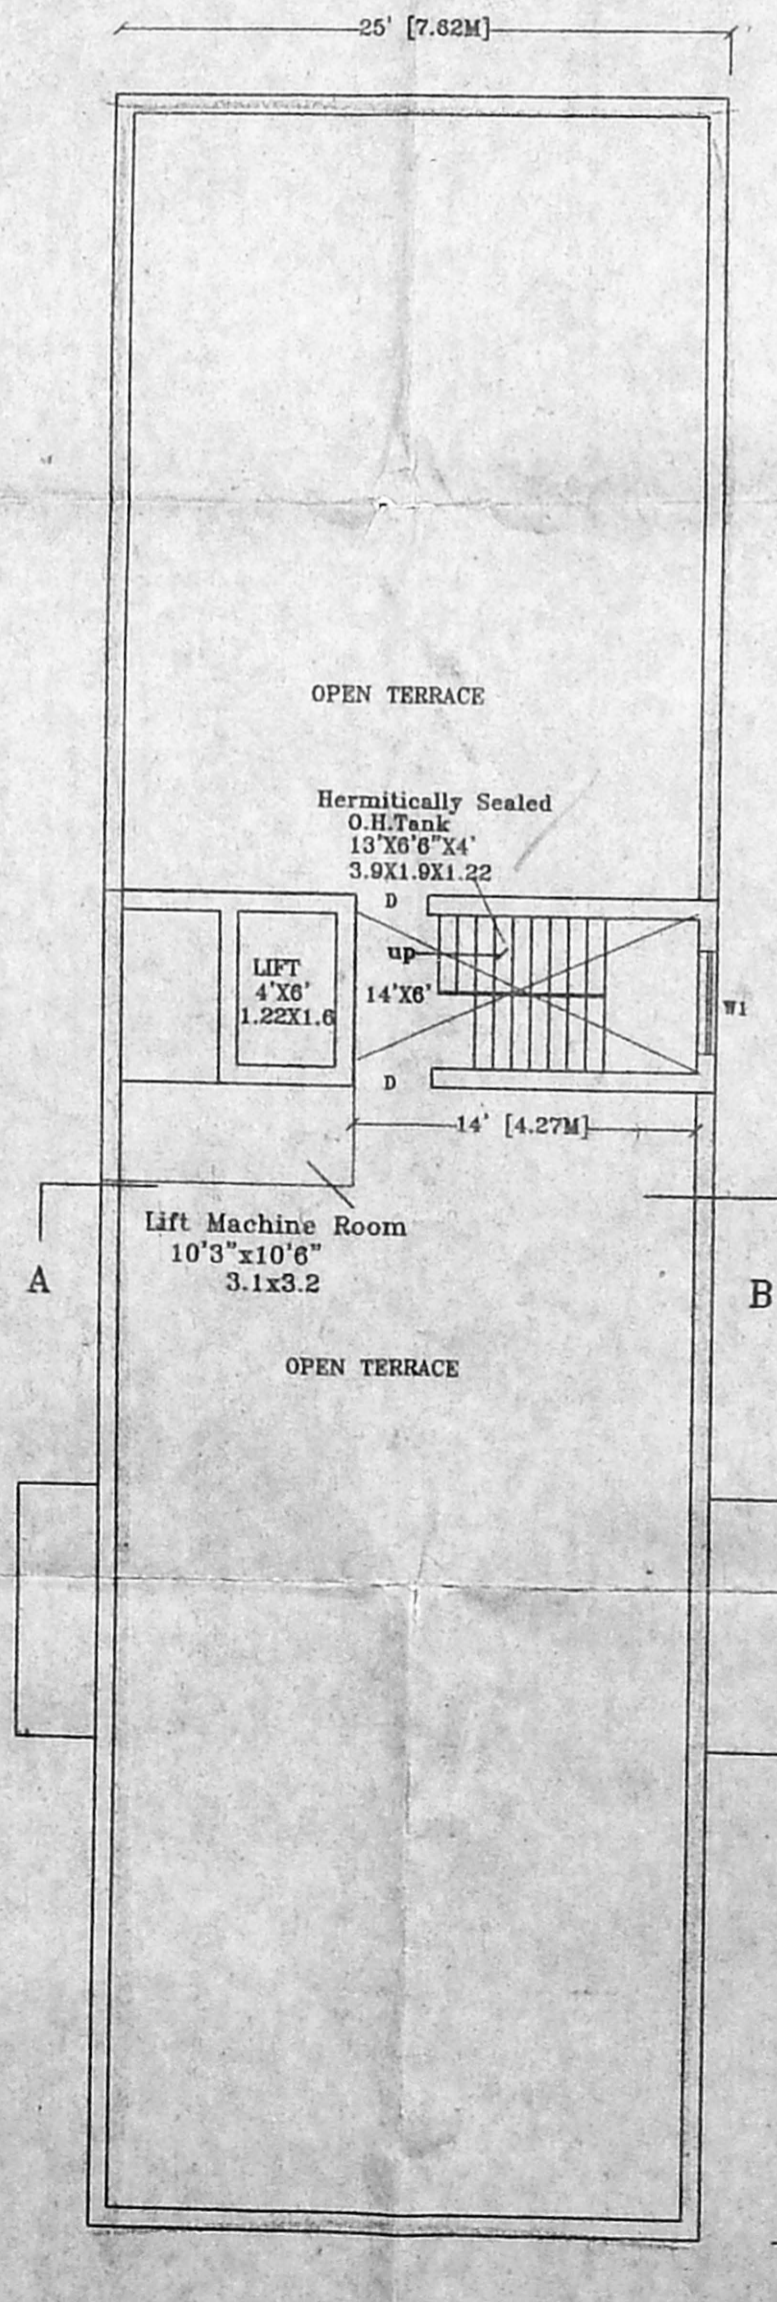 25' [7.62M]
OPEN TERRACE
Hermitically Sealed
O.H.Tank
13'X6'6"X4'
3.9X1.9X1.22
D
up
LIFT
4'X6'
1.22X1.6
14'X6'
W1
D
14' [4.27M]
Lift Machine Room
10'3"x10'6"
3.1x3.2
A
B
OPEN TERRACE